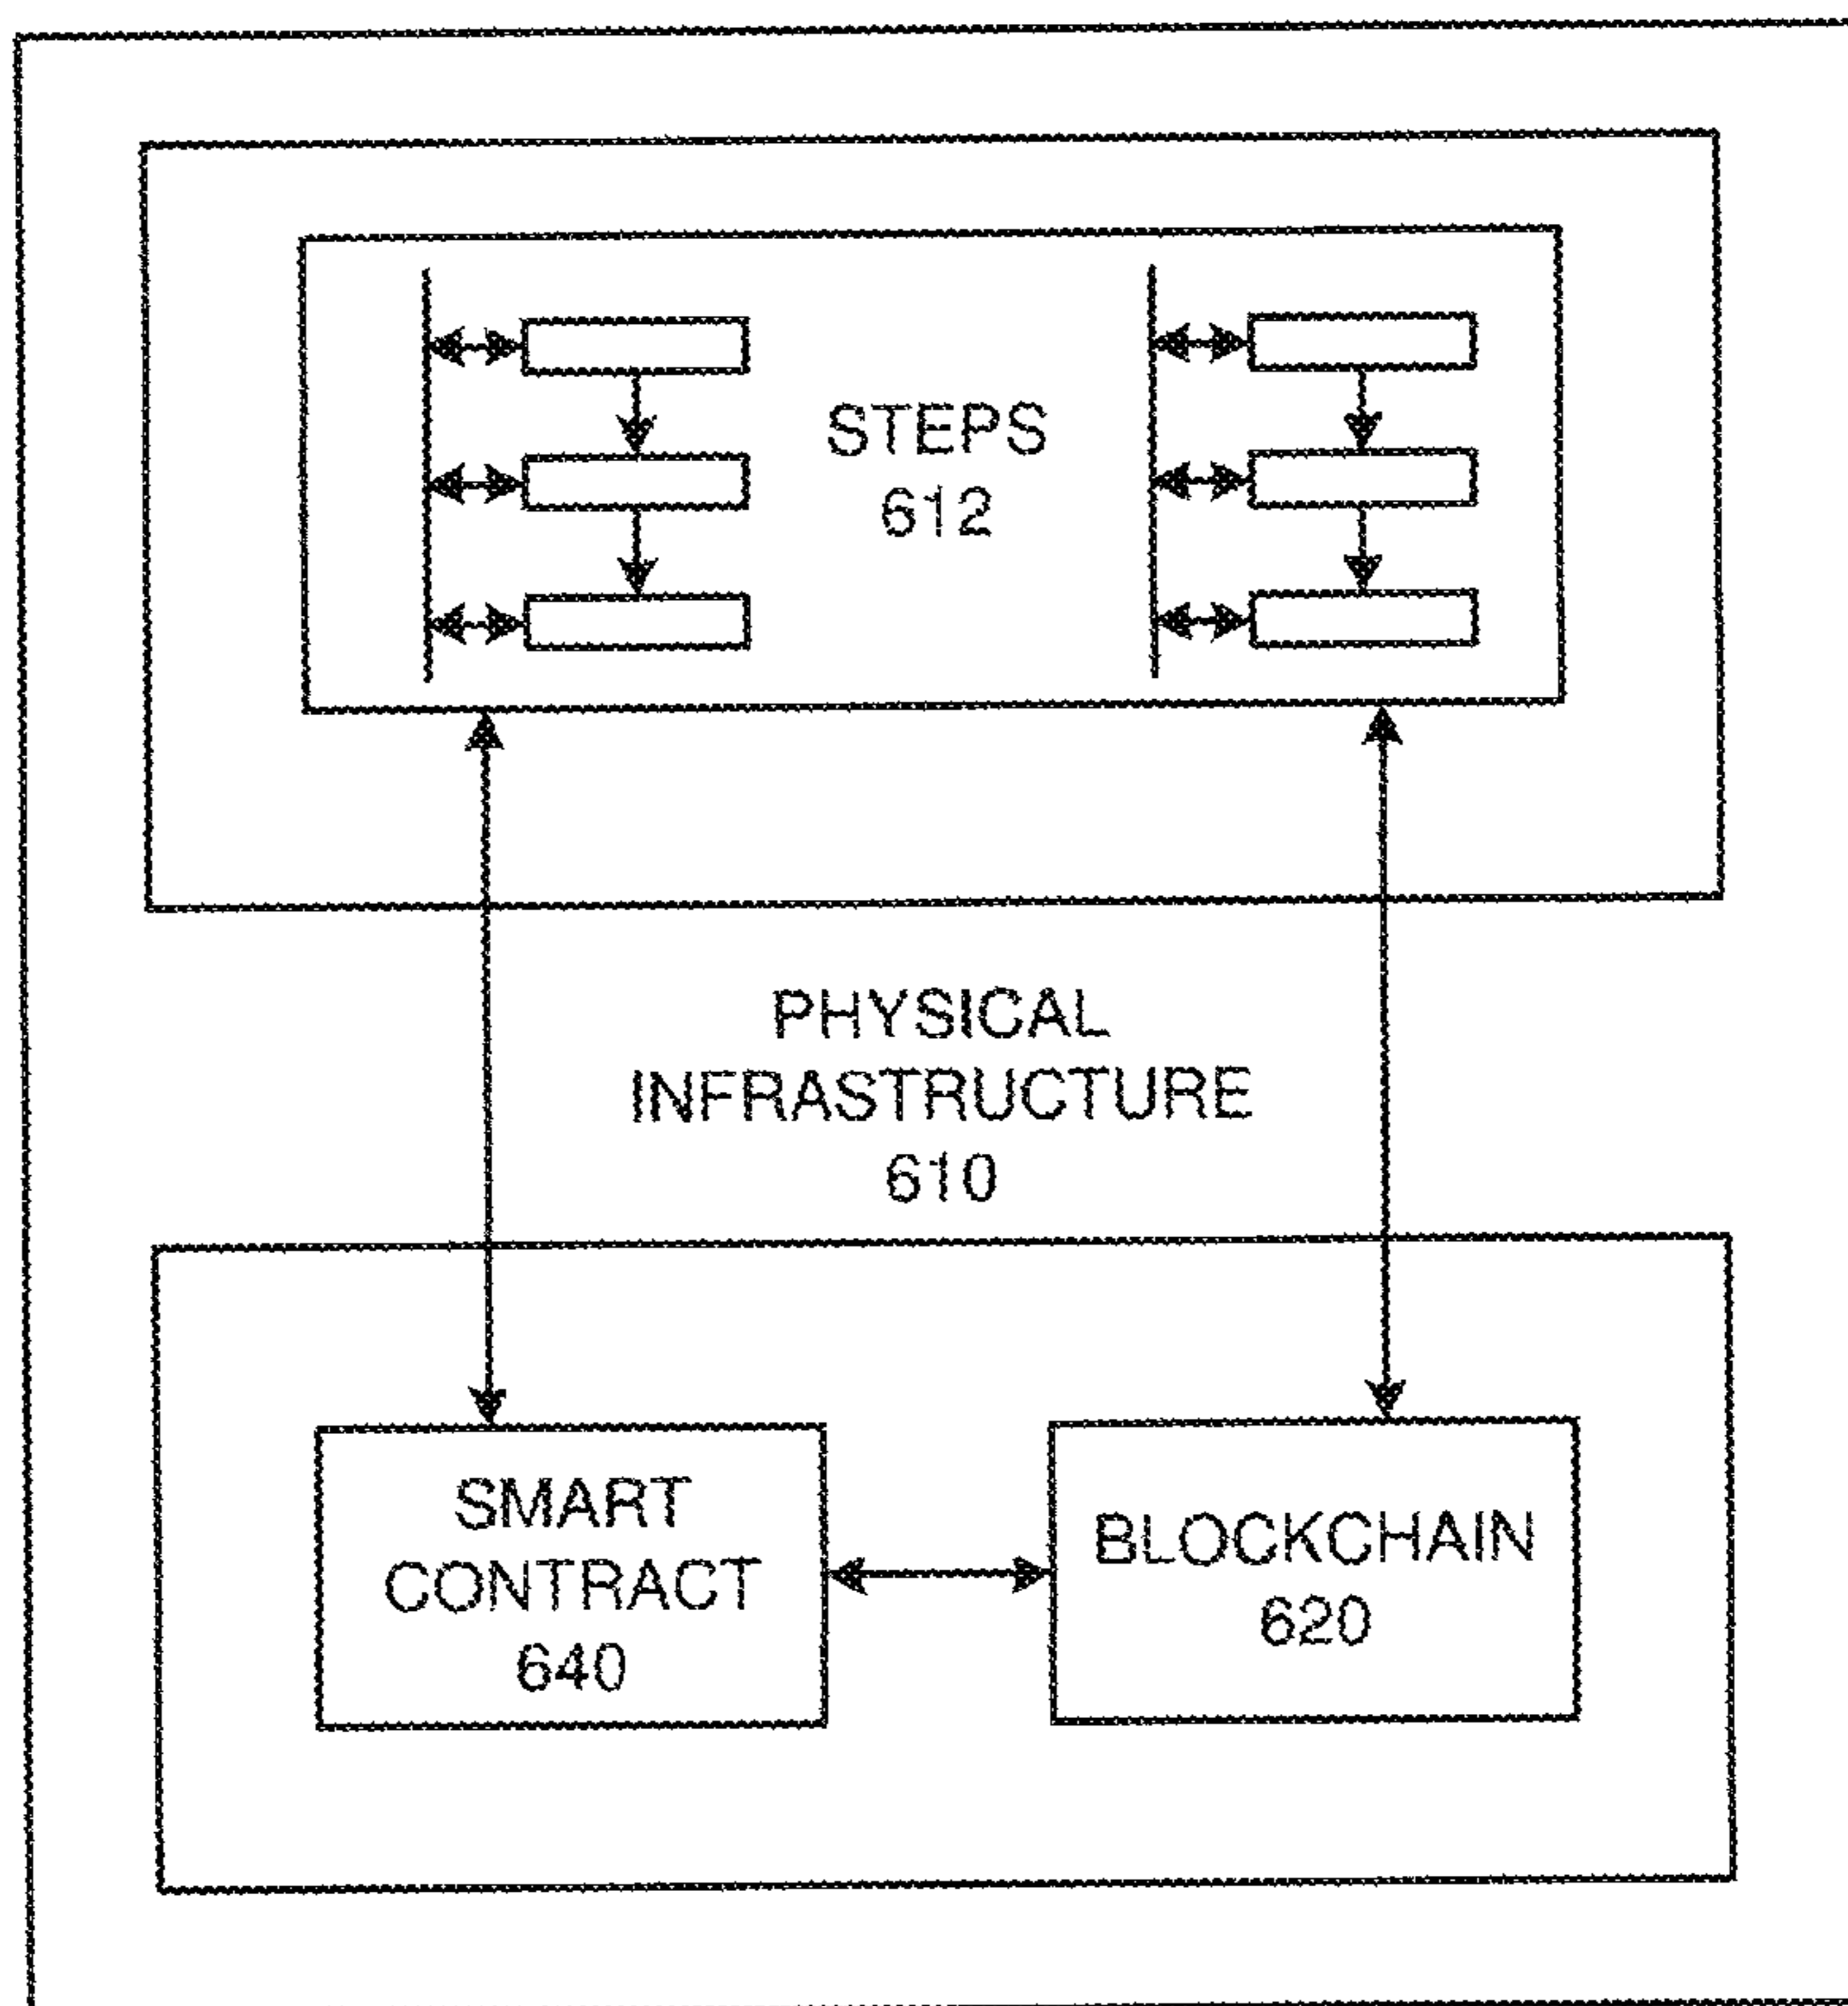 STEPS
612
PHYSICAL
INFRASTRUCTURE
610
SMART
CONTRACT
640
BLOCKCHAIN
620